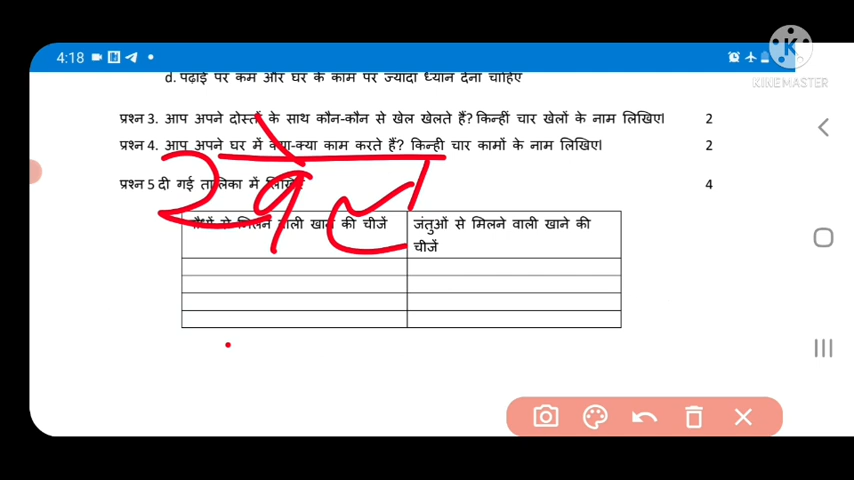 4:18
KINEMASTER
d. पढ़ाई पर कम और घर के काम पर ज्यादा ध्यान देना चाहिए
प्रश्न 3. आप अपने दोस्तों के साथ कौन-कौन से खेल खेलते हैं? किन्हीं चार खेलों के नाम लिखिए। 2
प्रश्न 4. आप अपने घर में क्या-क्या काम करते हैं? किन्ही चार कामों के नाम लिखिए। 2
प्रश्न 5 दी गई तालिका में लिखिए 4
पौधों से मिलने वाली खाने की चीजें
जंतुओं से मिलने वाली खाने की
चीजें